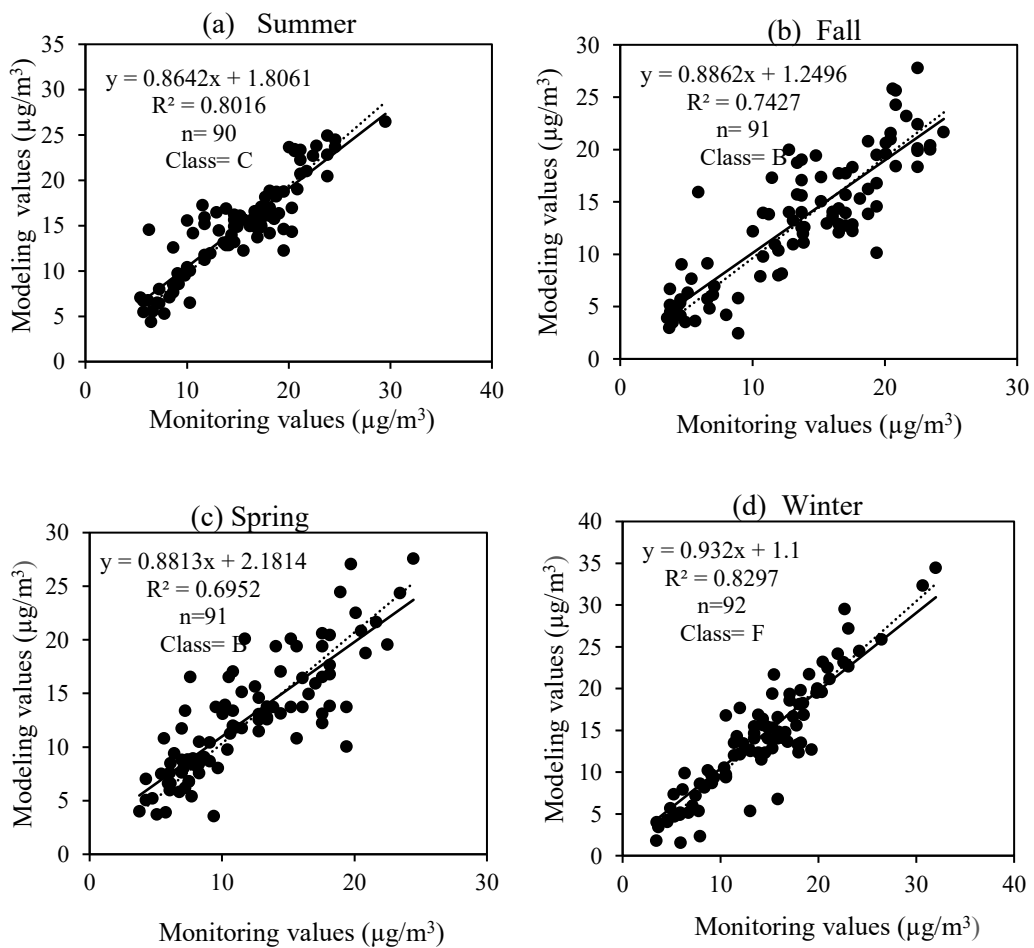 (a) Summer
35
30
25
20
15
10
5
0
y = 0.8642x + 1.8061
R² = 0.8016
n= 90
Class= C
0 10 20 30 40
Modeling values (µg/m³)
Monitoring values (µg/m³)
(b) Fall
30
25
20
15
10
5
0
y = 0.8862x + 1.2496
R² = 0.7427
n= 91
Class= B
0 10 20 30
Modeling values (µg/m³)
Monitoring values (µg/m³)
(c) Spring
30
25
20
15
10
5
0
y = 0.8813x + 2.1814
R² = 0.6952
n=91
Class= B
0 10 20 30
Modeling values (µg/m³)
Monitoring values (µg/m³)
(d) Winter
40
35
30
25
20
15
10
5
0
y = 0.932x + 1.1
R² = 0.8297
n=92
Class= F
0 10 20 30 40
Modeling values (µg/m³)
Monitoring values (µg/m³)